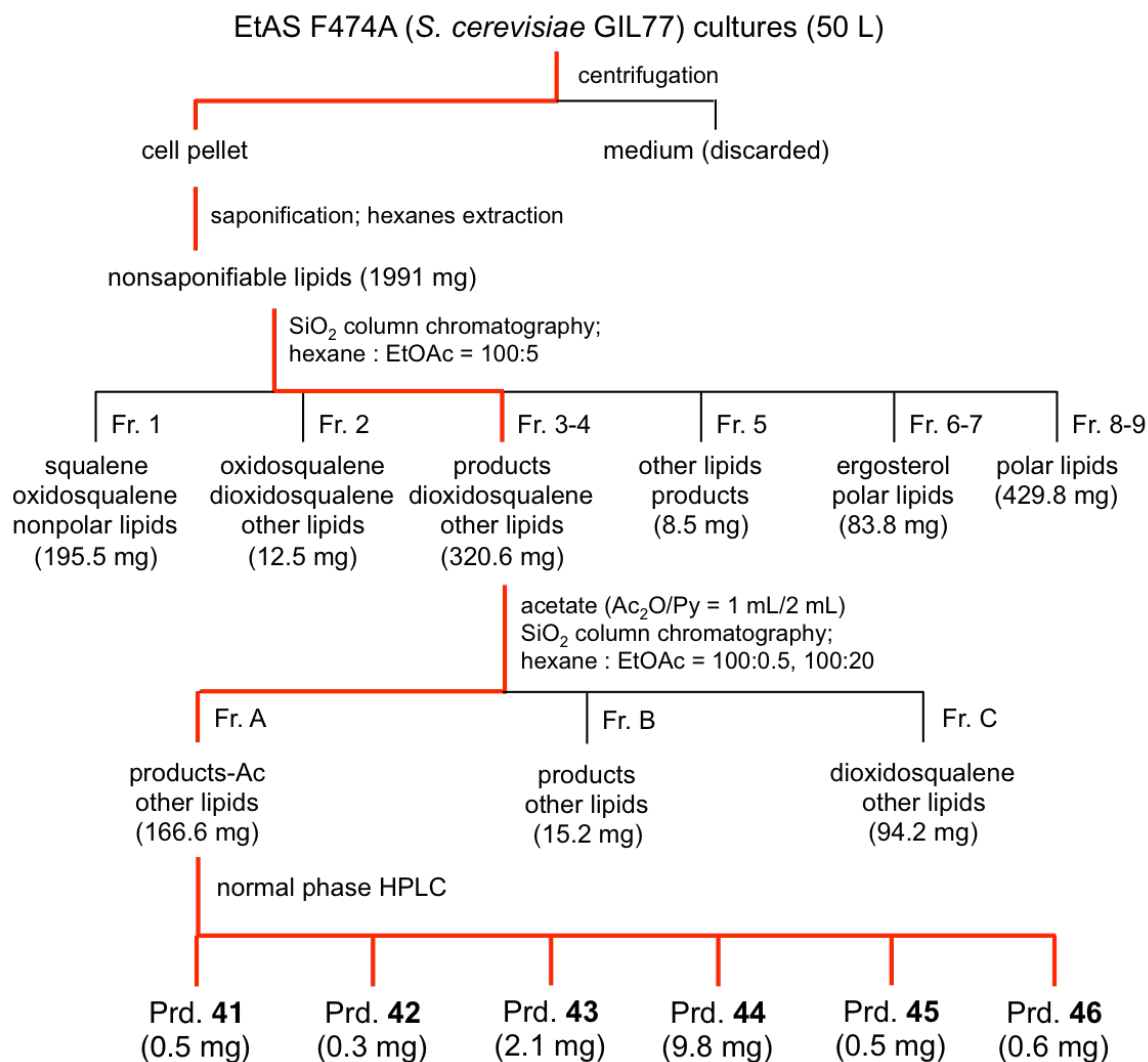 EtAS F474A (S. cerevisiae GIL77) cultures (50 L)
centrifugation
cell pellet
medium (discarded)
saponification; hexanes extraction
nonsaponifiable lipids (1991 mg)
SiO2 column chromatography;
hexane : EtOAc = 100:5
Fr. 1
squalene
oxidosqualene
nonpolar lipids
(195.5 mg)
Fr. 2
oxidosqualene
dioxidosqualene
other lipids
(12.5 mg)
Fr. 3-4
products
dioxidosqualene
other lipids
(320.6 mg)
Fr. 5
other lipids
products
(8.5 mg)
Fr. 6-7
ergosterol
polar lipids
(83.8 mg)
Fr. 8-9
polar lipids
(429.8 mg)
acetate (Ac2O/Py = 1 mL/2 mL)
SiO2 column chromatography;
hexane : EtOAc = 100:0.5, 100:20
Fr. A
products-Ac
other lipids
(166.6 mg)
Fr. B
products
other lipids
(15.2 mg)
Fr. C
dioxidosqualene
other lipids
(94.2 mg)
normal phase HPLC
Prd. 41
(0.5 mg)
Prd. 42
(0.3 mg)
Prd. 43
(2.1 mg)
Prd. 44
(9.8 mg)
Prd. 45
(0.5 mg)
Prd. 46
(0.6 mg)